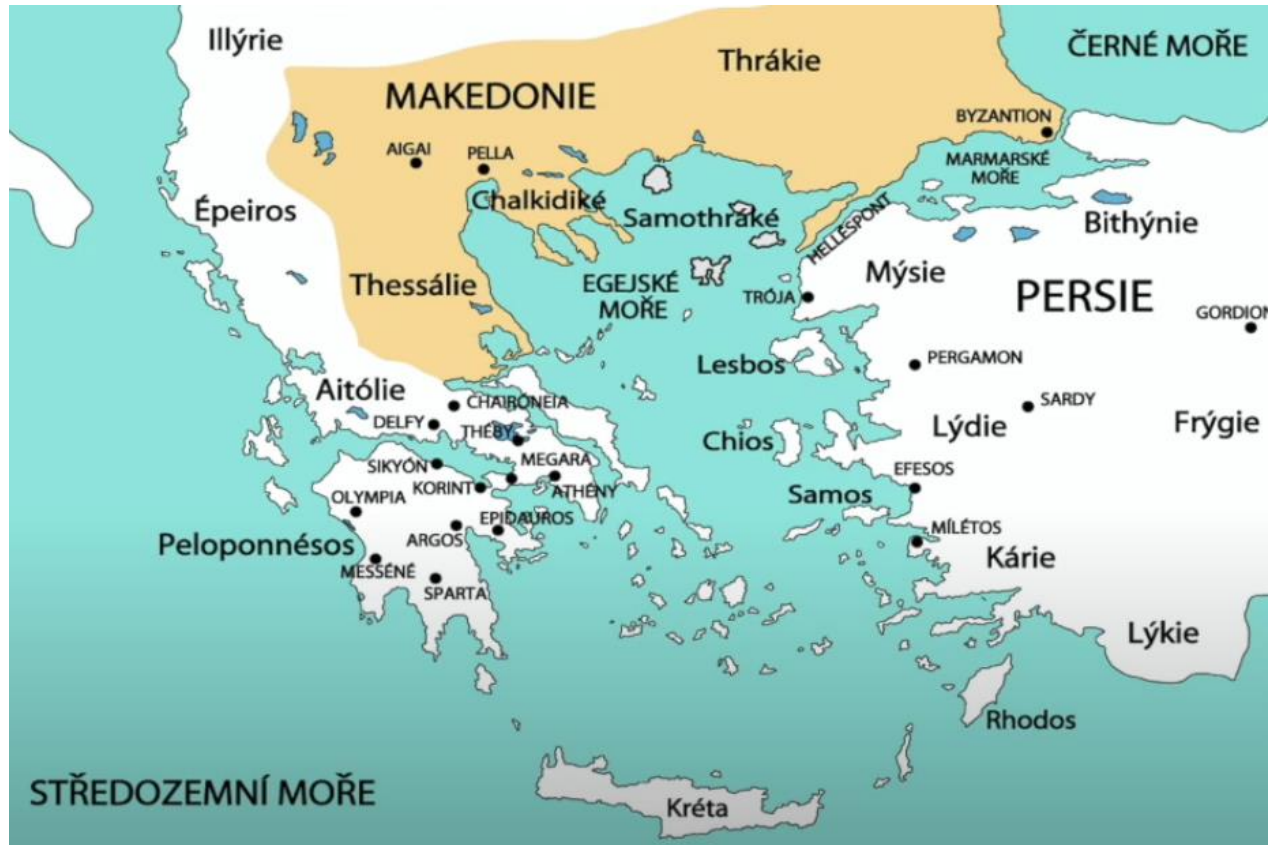 Illýrie
ČERNÉ MOŘE
Thrákie
MAKEDONIE
BYZANTION
AIGAI
PELLA
MARMARSKÉ
MOŘE
Chalkidiké
Épeiros
Samothráké
Bithýnie
HELLÉSPONT
Mýsie
Thessálie
EGEJSKÉ
MOŘE
TRÓJA
PERSIE
GORDION
Lesbos
PERGAMON
Aitólie
CHAIRÓNEIA
SARDY
DELFY
THÉBY
Lýdie
Frýgie
Chios
MEGARA
SIKYÓN
EFESOS
KORINT
ATHÉNY
OLYMPIA
Samos
EPIDAUROS
Peloponnésos
ARGOS
MÍLÉTOS
Kárie
MESSÉNÉ
SPARTA
Lýkie
Rhodos
STŘEDOZEMNÍ MOŘE
Kréta